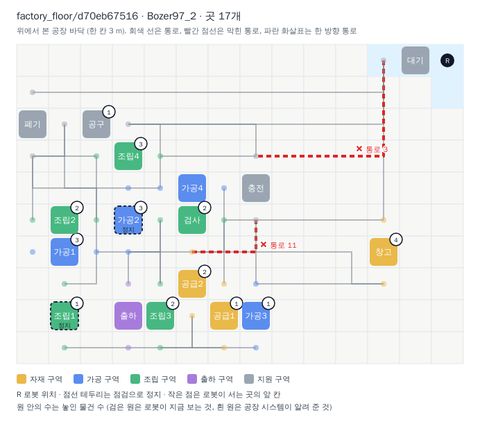 factory_floor/d70eb67516 · Bozer97_2 · 곳 17개
위에서 본 공장 바닥 (한 칸 3 m). 회색 선은 통로, 빨간 점선은 막힌 통로, 파란 화살표는 한 방향 통로
대기 R
폐기 공구 1
조립4 3
✕ 통로 3
가공4 충전
조립2 2 가공2 3 정지 검사 2
가공1 3 ✕ 통로 11 창고 4
공급2 2
조립1 1 정지 출하 조립3 2 공급1 1 가공3 1
자재 구역 가공 구역 조립 구역 출하 구역 지원 구역
R 로봇 위치 · 점선 테두리는 점검으로 정지 · 작은 점은 로봇이 서는 곳의 앞 칸
원 안의 수는 놓인 물건 수 (검은 원은 로봇이 지금 보는 것, 흰 원은 공장 시스템이 알려 준 것)